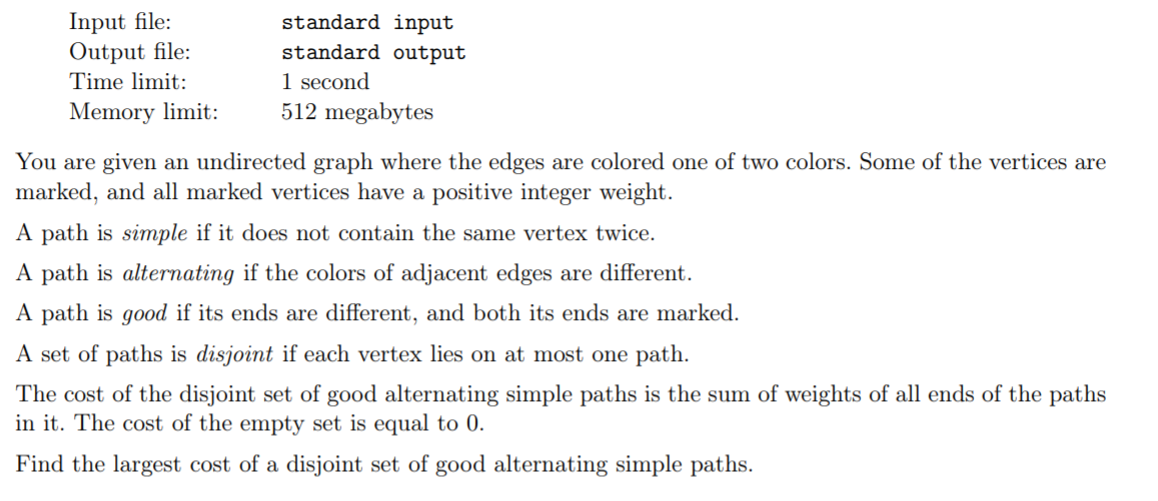 Input file: standard input
Output file: standard output
Time limit: 1 second
Memory limit: 512 megabytes
You are given an undirected graph where the edges are colored one of two colors. Some of the vertices are
marked, and all marked vertices have a positive integer weight.
A path is simple if it does not contain the same vertex twice.
A path is alternating if the colors of adjacent edges are different.
A path is good if its ends are different, and both its ends are marked.
A set of paths is disjoint if each vertex lies on at most one path.
The cost of the disjoint set of good alternating simple paths is the sum of weights of all ends of the paths
in it. The cost of the empty set is equal to 0.
Find the largest cost of a disjoint set of good alternating simple paths.